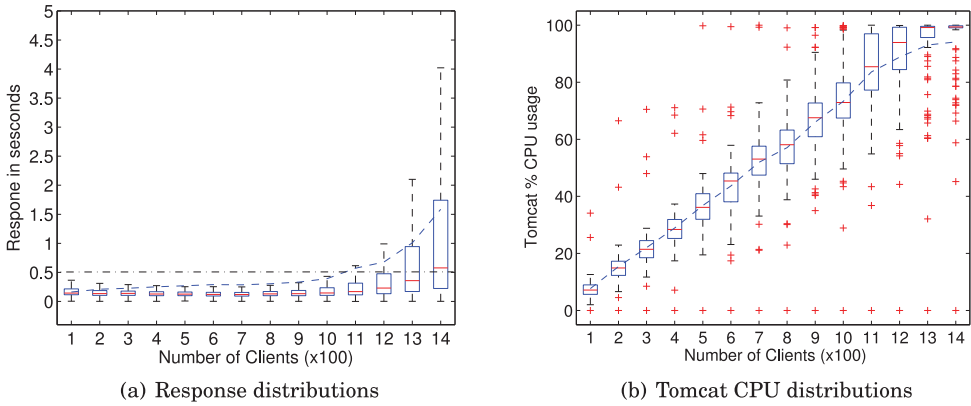 5
4.5
4
3.5
3
2.5
2
1.5
1
0.5
0
Respone in sesconds
1 2 3 4 5 6 7 8 9 10 11 12 13 14
Number of Clients (x100)
(a) Response distributions
100
80
60
40
20
0
Tomcat % CPU usage
1 2 3 4 5 6 7 8 9 10 11 12 13 14
Number of Clients (x100)
(b) Tomcat CPU distributions